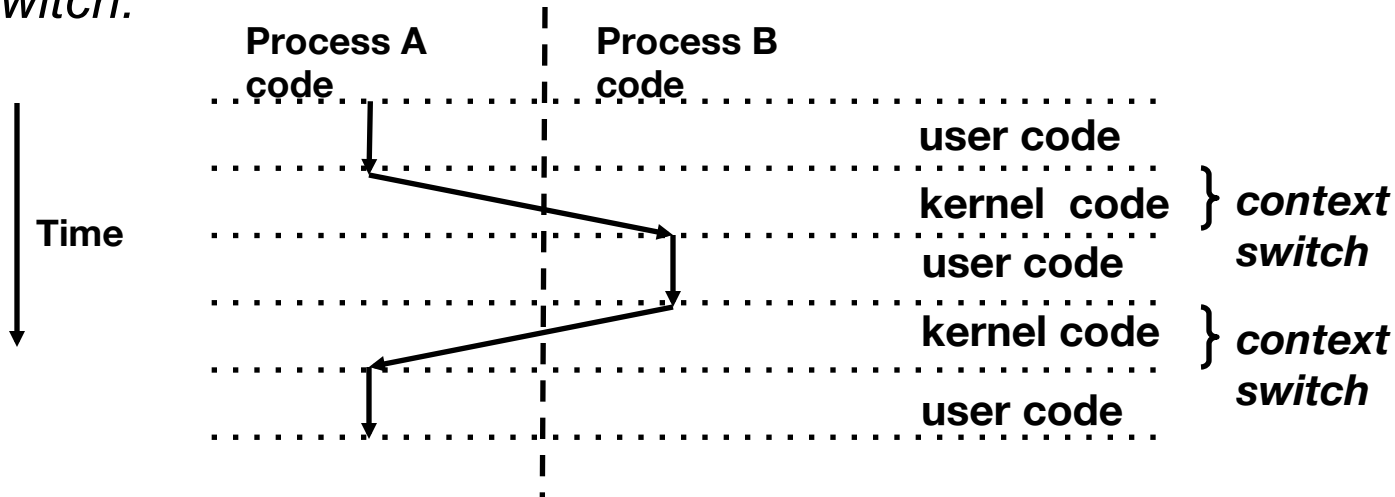 witch.
Process A
code
Process B
code
user code
kernel code
context
switch
Time
user code
kernel code
context
switch
user code